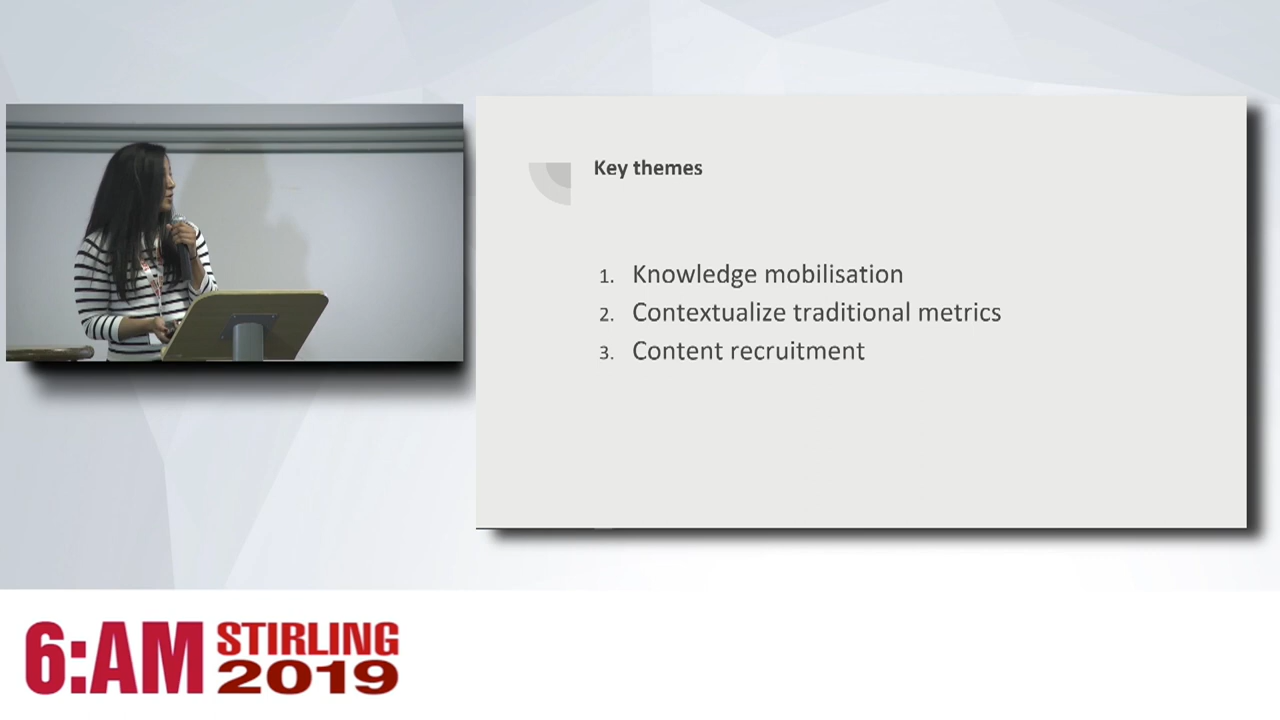 Key themes
1. Knowledge mobilisation
2. Contextualize traditional metrics
3. Content recruitment
6:AM STIRLING
2019